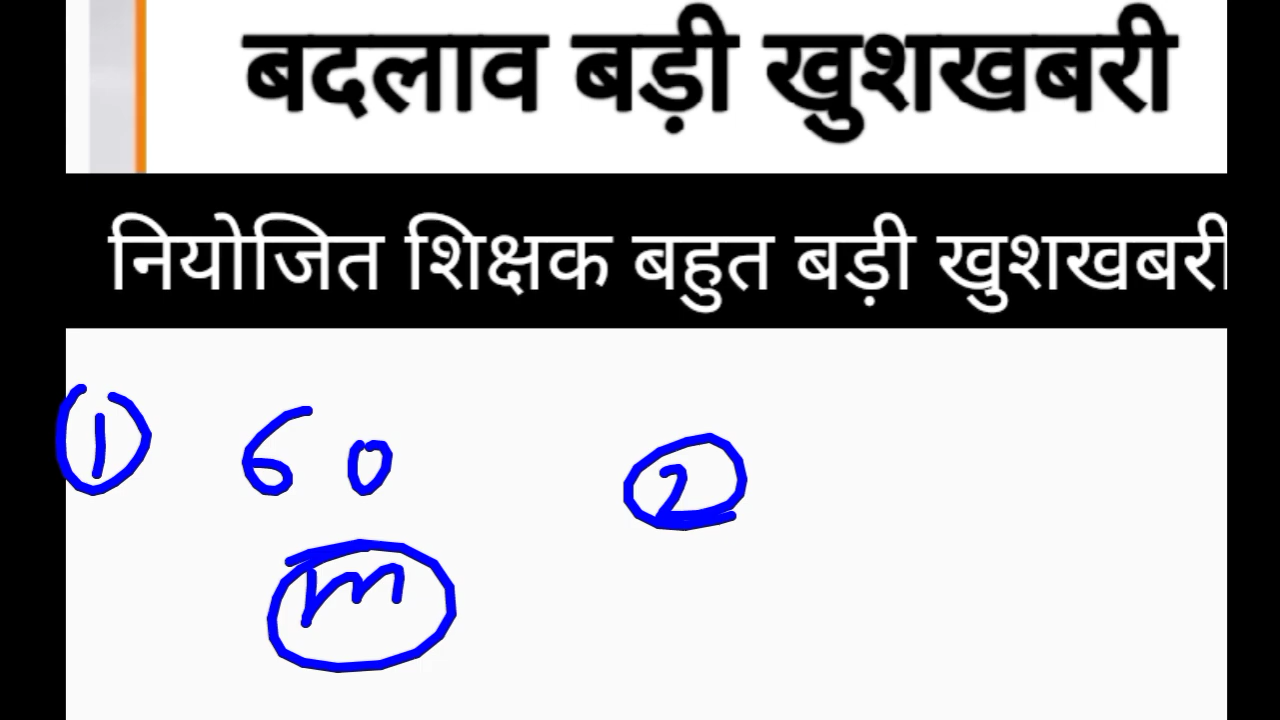 बदलाव बड़ी खुशखबरी
नियोजित शिक्षक बहुत बड़ी खुशखबरी
① 60 ②
m